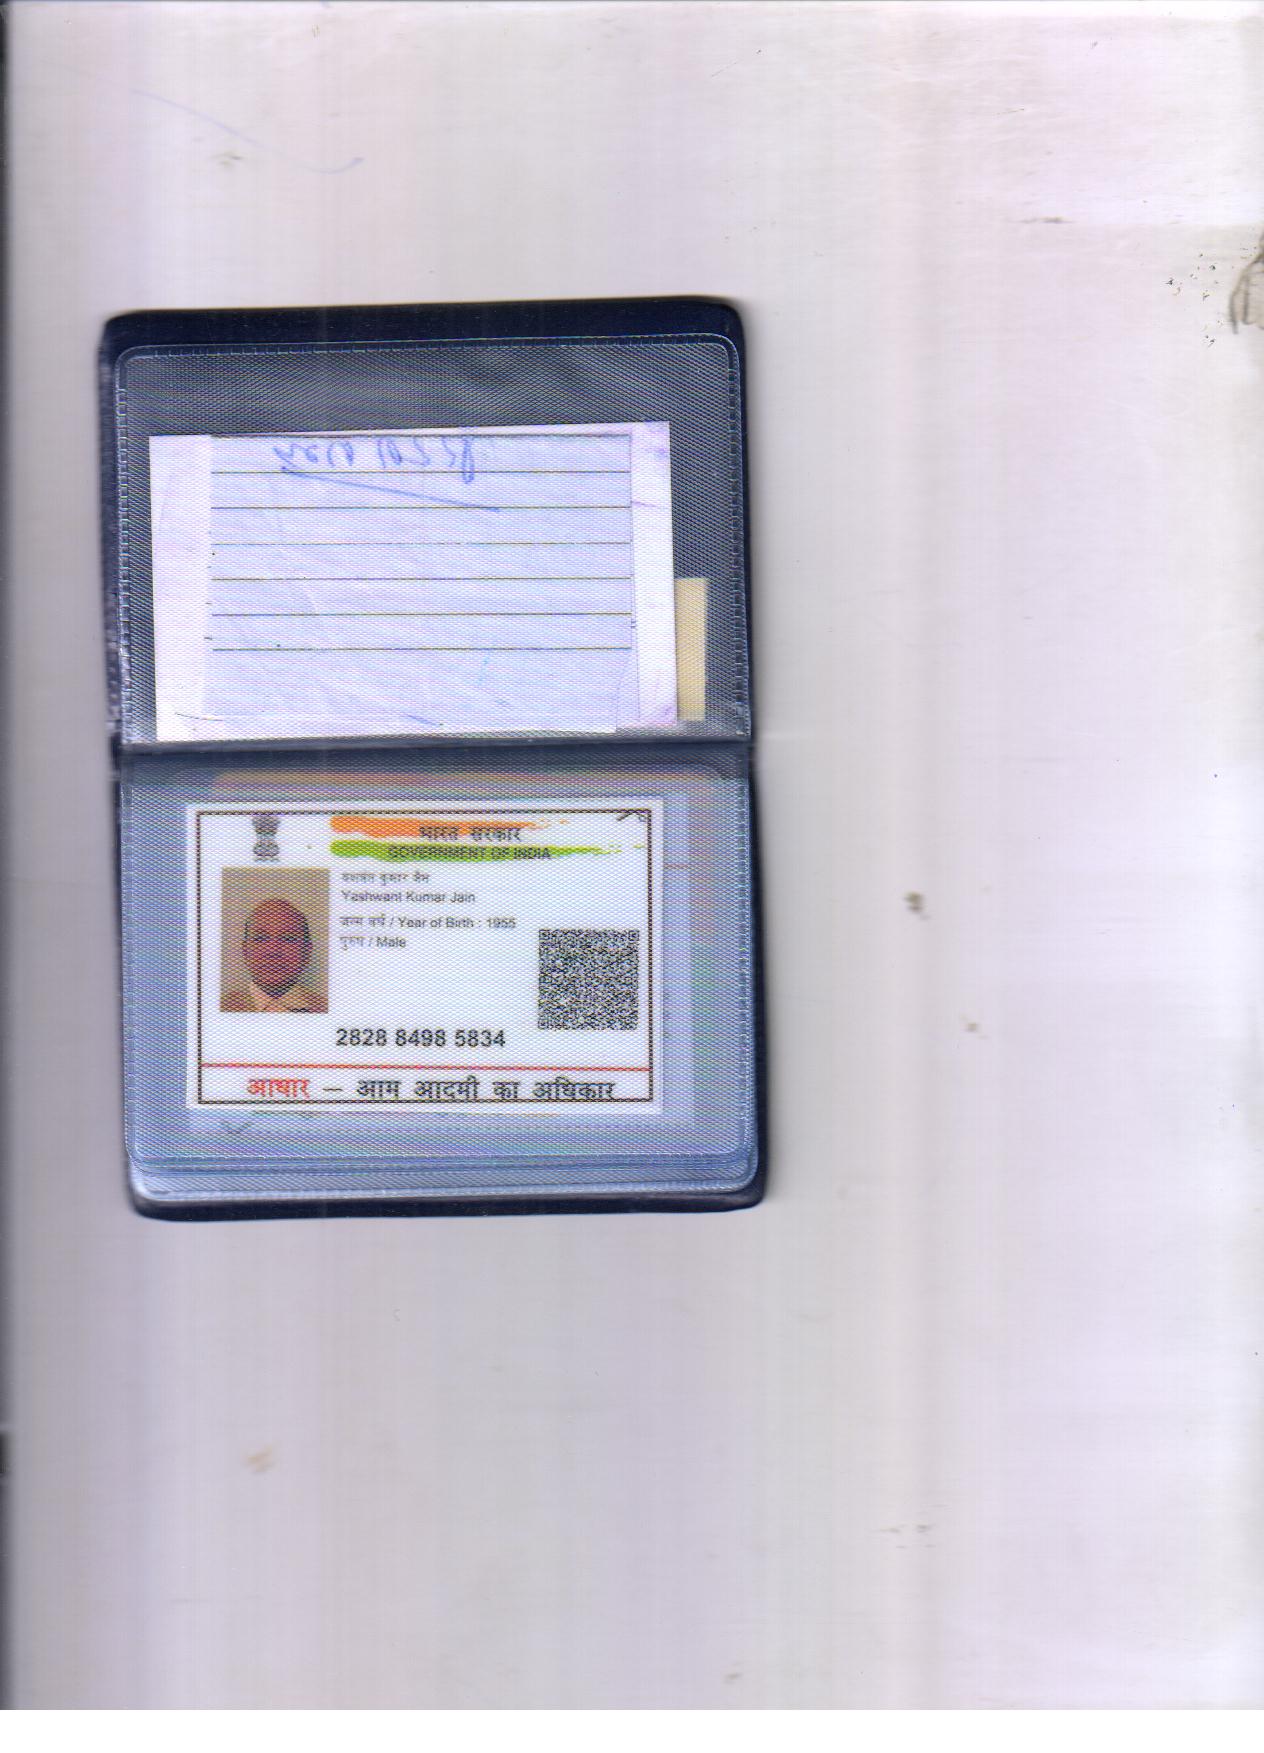 भारत सरकार
GOVERNMENT OF INDIA
यशवंत कुमार जैन
Yashwant Kumar Jain
जन्म वर्ष / Year of Birth : 1955
पुरुष / Male
2828 8498 5834
आधार — आम आदमी का अधिकार